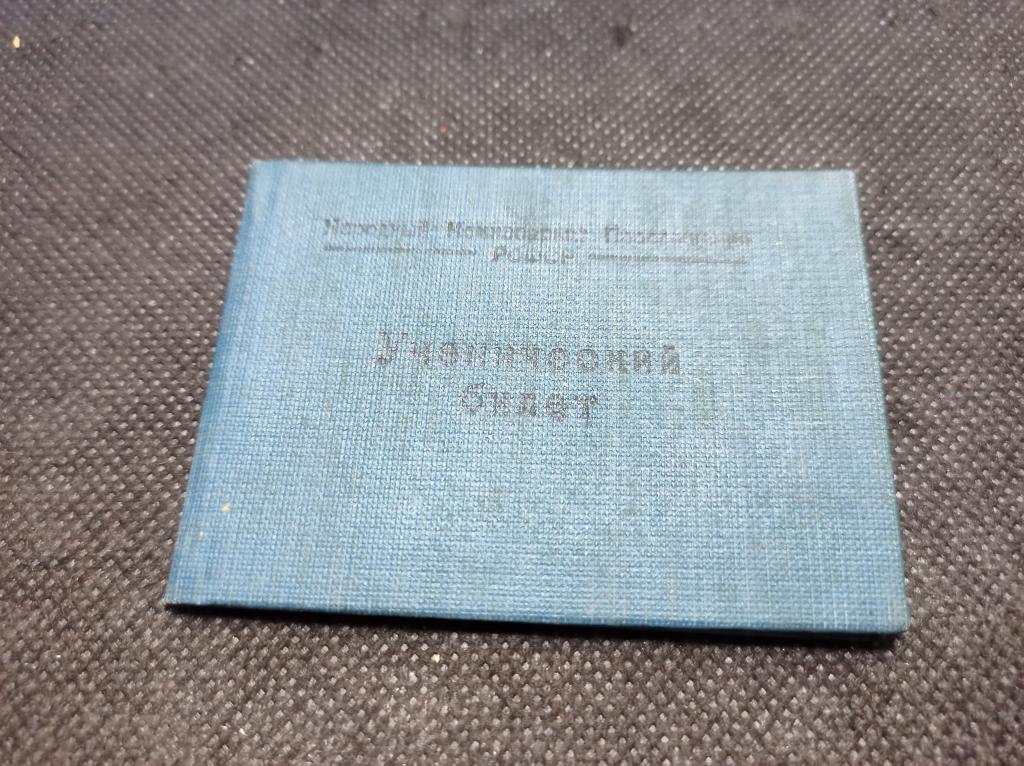 Народный Комиссариат Просвещения
РСФСР
Ученический
билет